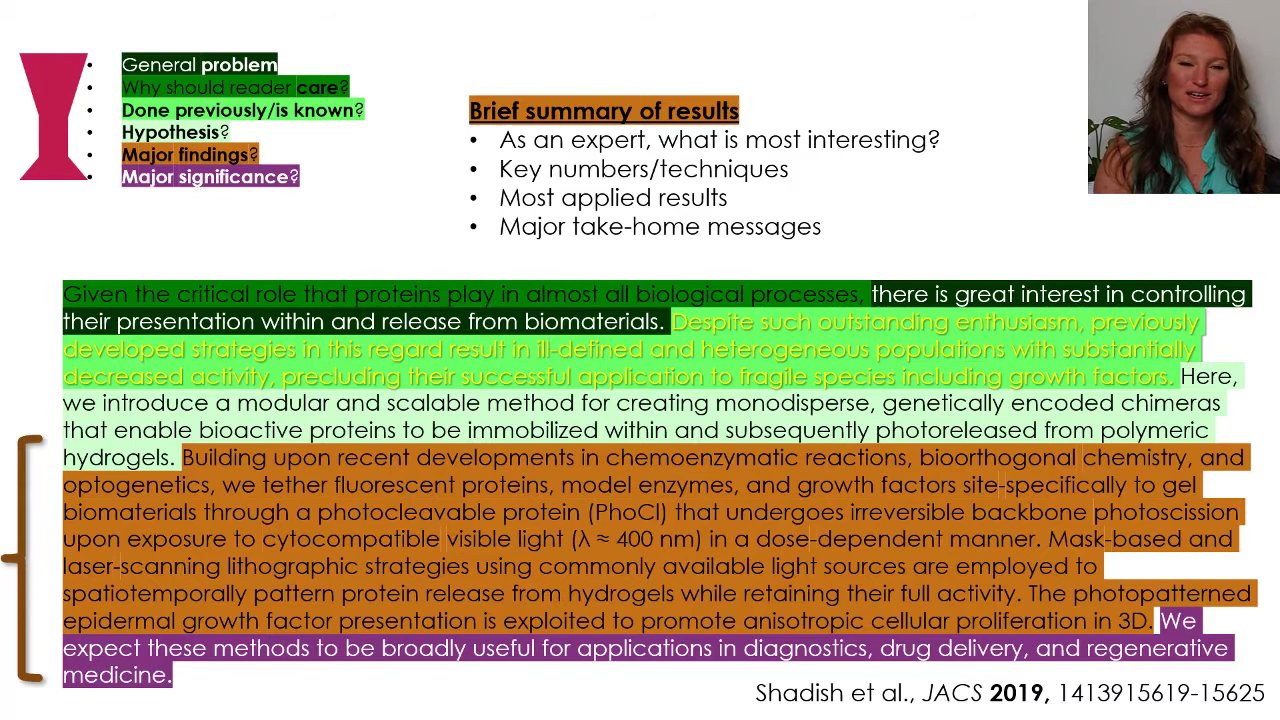 • General problem
• Why should reader care?
• Done previously/is known?
• Hypothesis?
• Major findings?
• Major significance?
Brief summary of results
• As an expert, what is most interesting?
• Key numbers/techniques
• Most applied results
• Major take-home messages
Given the critical role that proteins play in almost all biological processes, there is great interest in controlling
their presentation within and release from biomaterials. Despite such outstanding enthusiasm, previously
developed strategies in this regard result in ill-defined and heterogeneous populations with substantially
decreased activity, precluding their successful application to fragile species including growth factors. Here,
we introduce a modular and scalable method for creating monodisperse, genetically encoded chimeras
that enable bioactive proteins to be immobilized within and subsequently photoreleased from polymeric
hydrogels. Building upon recent developments in chemoenzymatic reactions, bioorthogonal chemistry, and
optogenetics, we tether fluorescent proteins, model enzymes, and growth factors site-specifically to gel
biomaterials through a photocleavable protein (PhoCl) that undergoes irreversible backbone photoscission
upon exposure to cytocompatible visible light (λ ≈ 400 nm) in a dose-dependent manner. Mask-based and
laser-scanning lithographic strategies using commonly available light sources are employed to
spatiotemporally pattern protein release from hydrogels while retaining their full activity. The photopatterned
epidermal growth factor presentation is exploited to promote anisotropic cellular proliferation in 3D. We
expect these methods to be broadly useful for applications in diagnostics, drug delivery, and regenerative
medicine.
Shadish et al., JACS 2019, 1413915619-15625